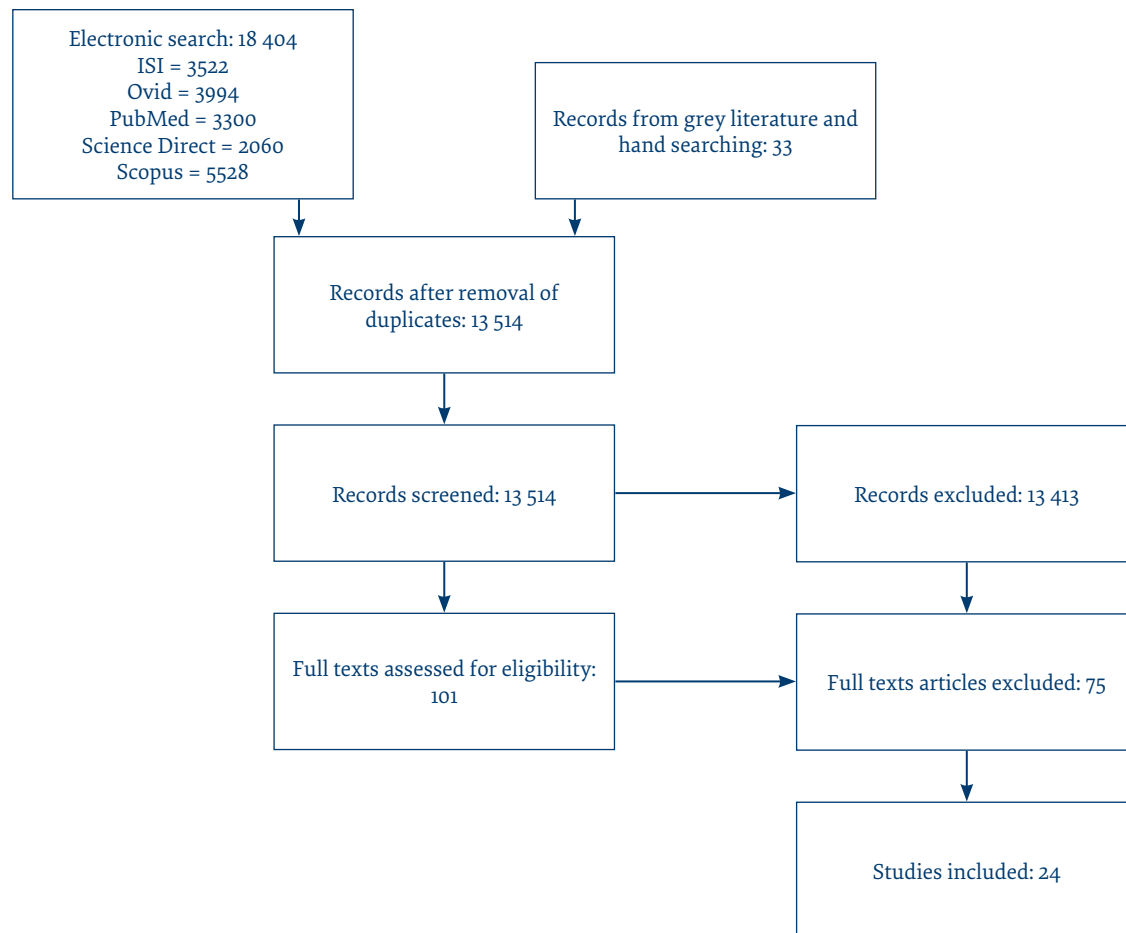 Electronic search: 18 404
ISI = 3522
Ovid = 3994
PubMed = 3300
Science Direct = 2060
Scopus = 5528
Records from grey literature and
hand searching: 33
Records after removal of
duplicates: 13 514
Records screened: 13 514
Records excluded: 13 413
Full texts assessed for eligibility:
101
Full texts articles excluded: 75
Studies included: 24